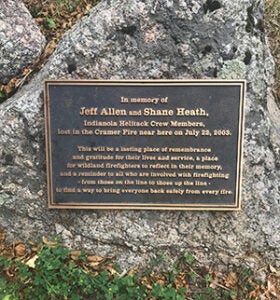 In memory of
Jeff Allen and Shane Heath,
Indianola Helitack Crew Members,
lost in the Cramer Fire near here on July 22, 2003.
This will be a lasting place of remembrance
and gratitude for their lives and service, a place
for wildland firefighters to reflect in their memory,
and a reminder to all who are involved with firefighting
- from those on the line to those up the line -
to find a way to bring everyone back safely from every fire.